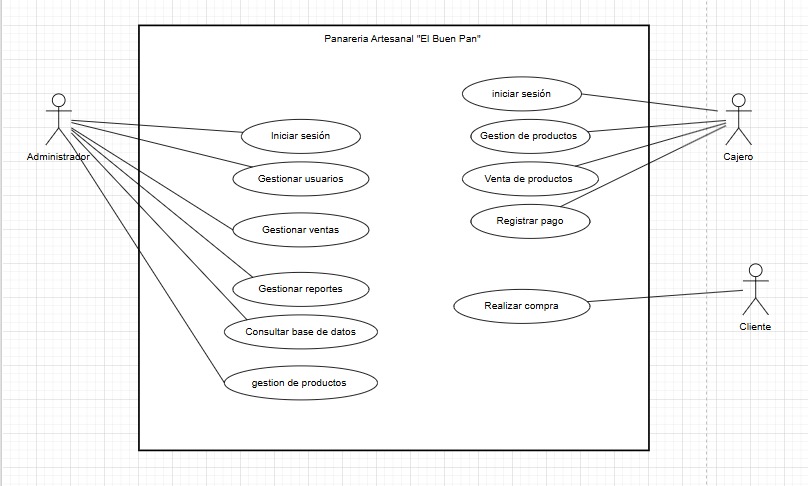 Panareria Artesanal "El Buen Pan"
Administrador
Iniciar sesión
Gestionar usuarios
Gestionar ventas
Gestionar reportes
Consultar base de datos
gestion de productos
iniciar sesión
Gestion de productos
Venta de productos
Registrar pago
Realizar compra
Cajero
Cliente